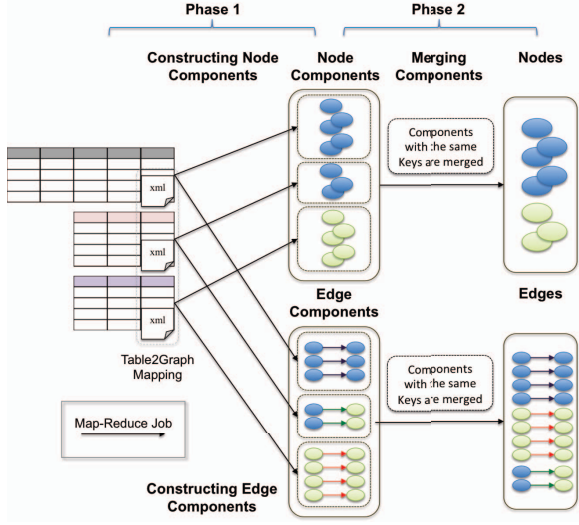 Phase 1
Phase 2
Constructing Node
Components
Node
Components
Merging
Components
Nodes
Components
with the same
Keys are merged
xml
xml
xml
Table2Graph
Mapping
Edge
Components
Edges
Components
with the same
Keys are merged
Map-Reduce Job
Constructing Edge
Components